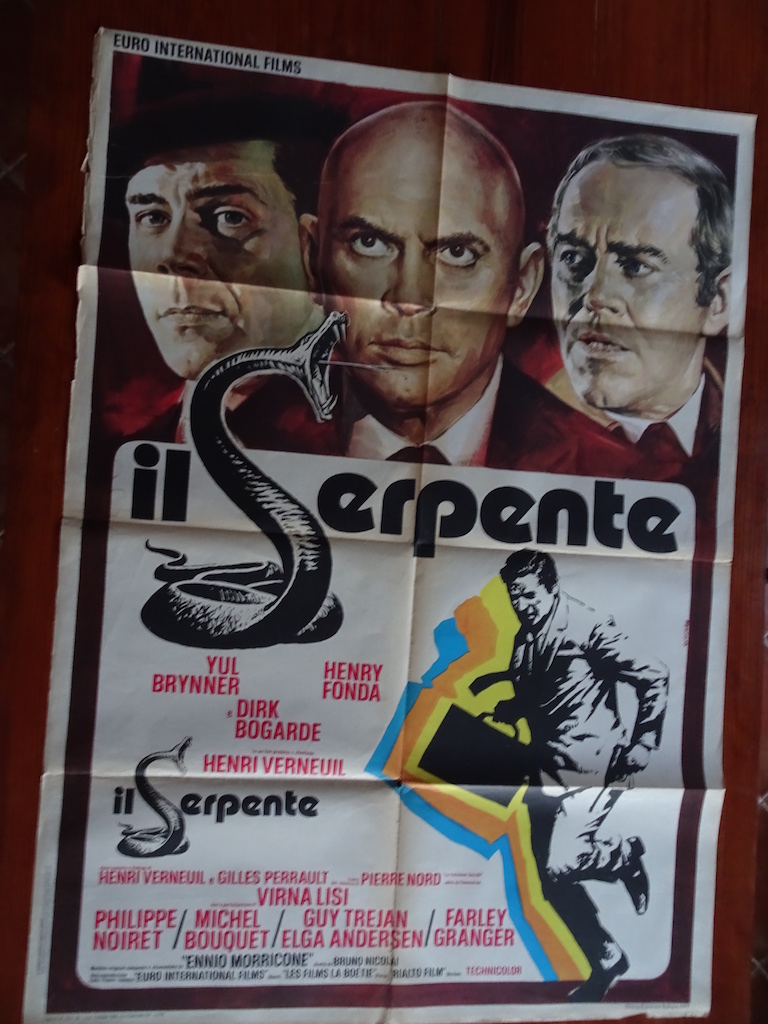 EURO INTERNATIONAL FILMS
il Serpente
YUL BRYNNER
HENRY FONDA
e DIRK BOGARDE
HENRI VERNEUIL
il Serpente
HENRI VERNEUIL e GILLES PERRAULT
PIERRE NORD
VIRNA LISI
PHILIPPE NOIRET / MICHEL BOUQUET / GUY TREJAN / FARLEY GRANGER
ELGA ANDERSEN
"ENNIO MORRICONE"
BRUNO NICOLAI
"EURO INTERNATIONAL FILMS"
"LES FILMS LA BOËTIE"
"RIALTO FILM"
TECHNICOLOR